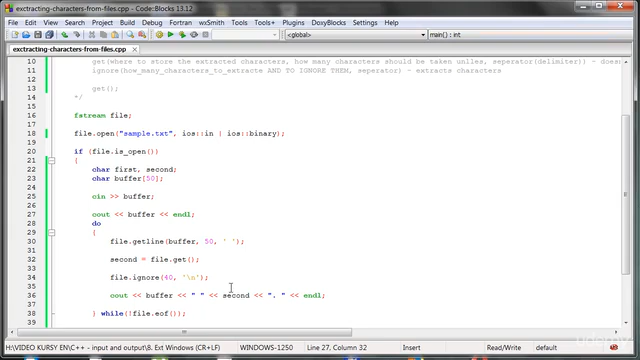 exctracting-characters-from-files.cpp - Code::Blocks 13.12
File Edit View Search Project Build Debug Fortran wxSmith Tools Tools+ Plugins DoxyBlocks Settings Help
<global> main() : int
exctracting-characters-from-files.cpp
10 get(where to store the extracted characters, how many characters should be taken unlles, seperator(delimiter)) - does
11 ignore(how_many_characters_to_extracte AND TO IGNORE THEM, seperator) - extracts characters
12
13 get();
14 */
15
16 fstream file;
17
18 file.open("sample.txt", ios::in | ios::binary);
19
20 if (file.is_open())
21 {
22 char first, second;
23 char buffer[50];
24
25 cin >> buffer;
26
27 cout << buffer << endl;
28 do
29 {
30 file.getline(buffer, 50, ' ');
31
32 second = file.get();
33
34 file.ignore(40, '\n');
35
36 cout << buffer << " " << second << ". " << endl;
37
38 } while(!file.eof());
39
H:\VIDEO KURSY EN\C++ - input and output\8. Ext Windows (CR+LF) WINDOWS-1250 Line 27, Column 32 Insert Read/Write default
udemy